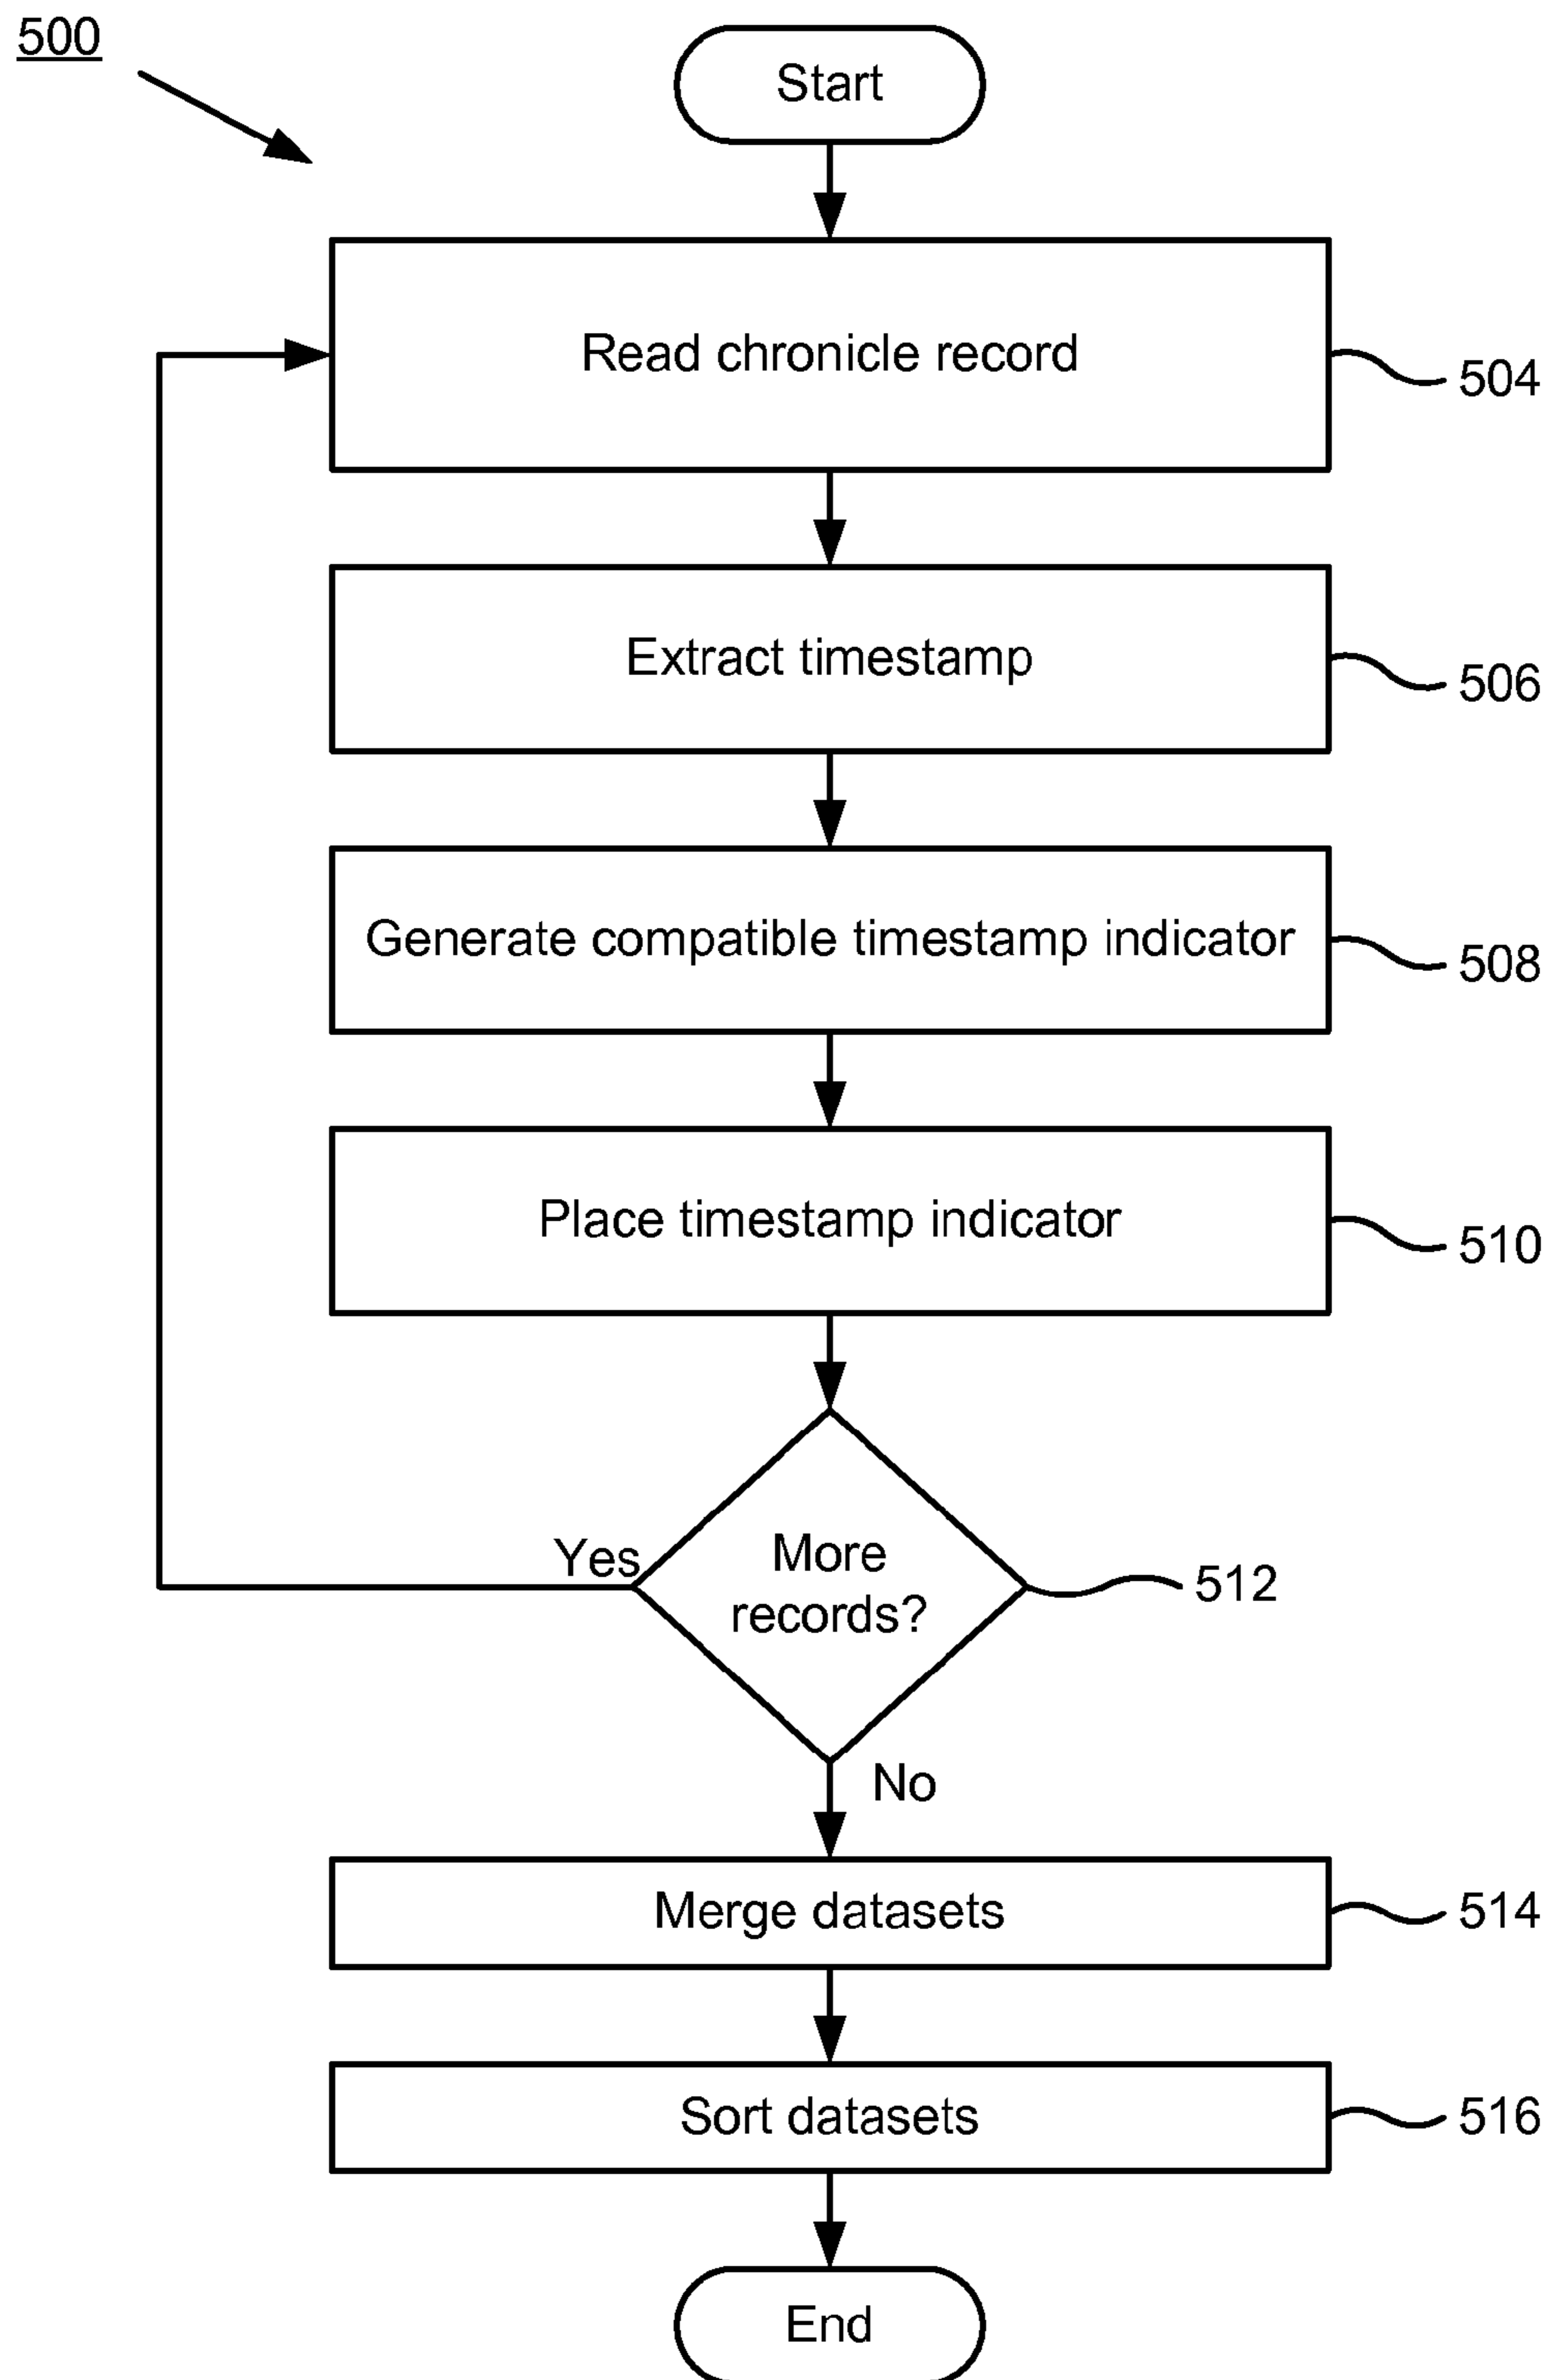 500
Start
Read chronicle record
504
Extract timestamp
506
Generate compatible timestamp indicator
508
Place timestamp indicator
510
Yes
More
records?
512
No
Merge datasets
514
Sort datasets
516
End